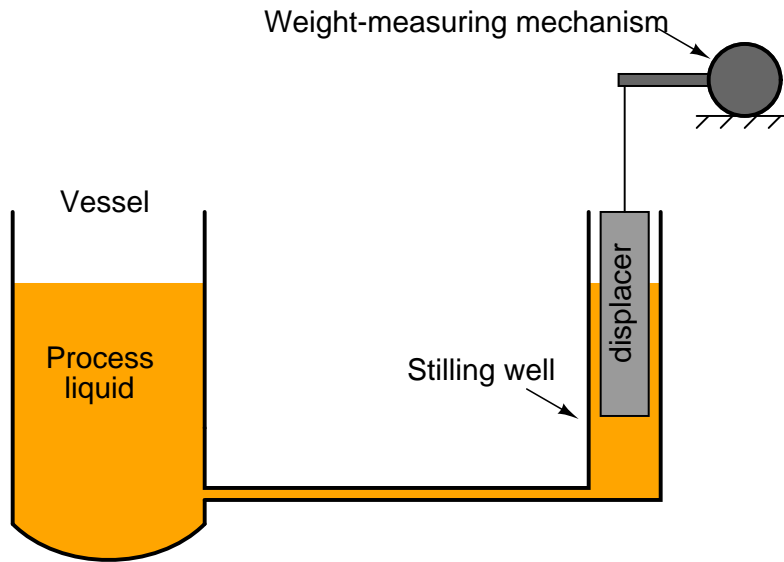 Weight-measuring mechanism
Vessel
displacer
Process
liquid
Stilling well